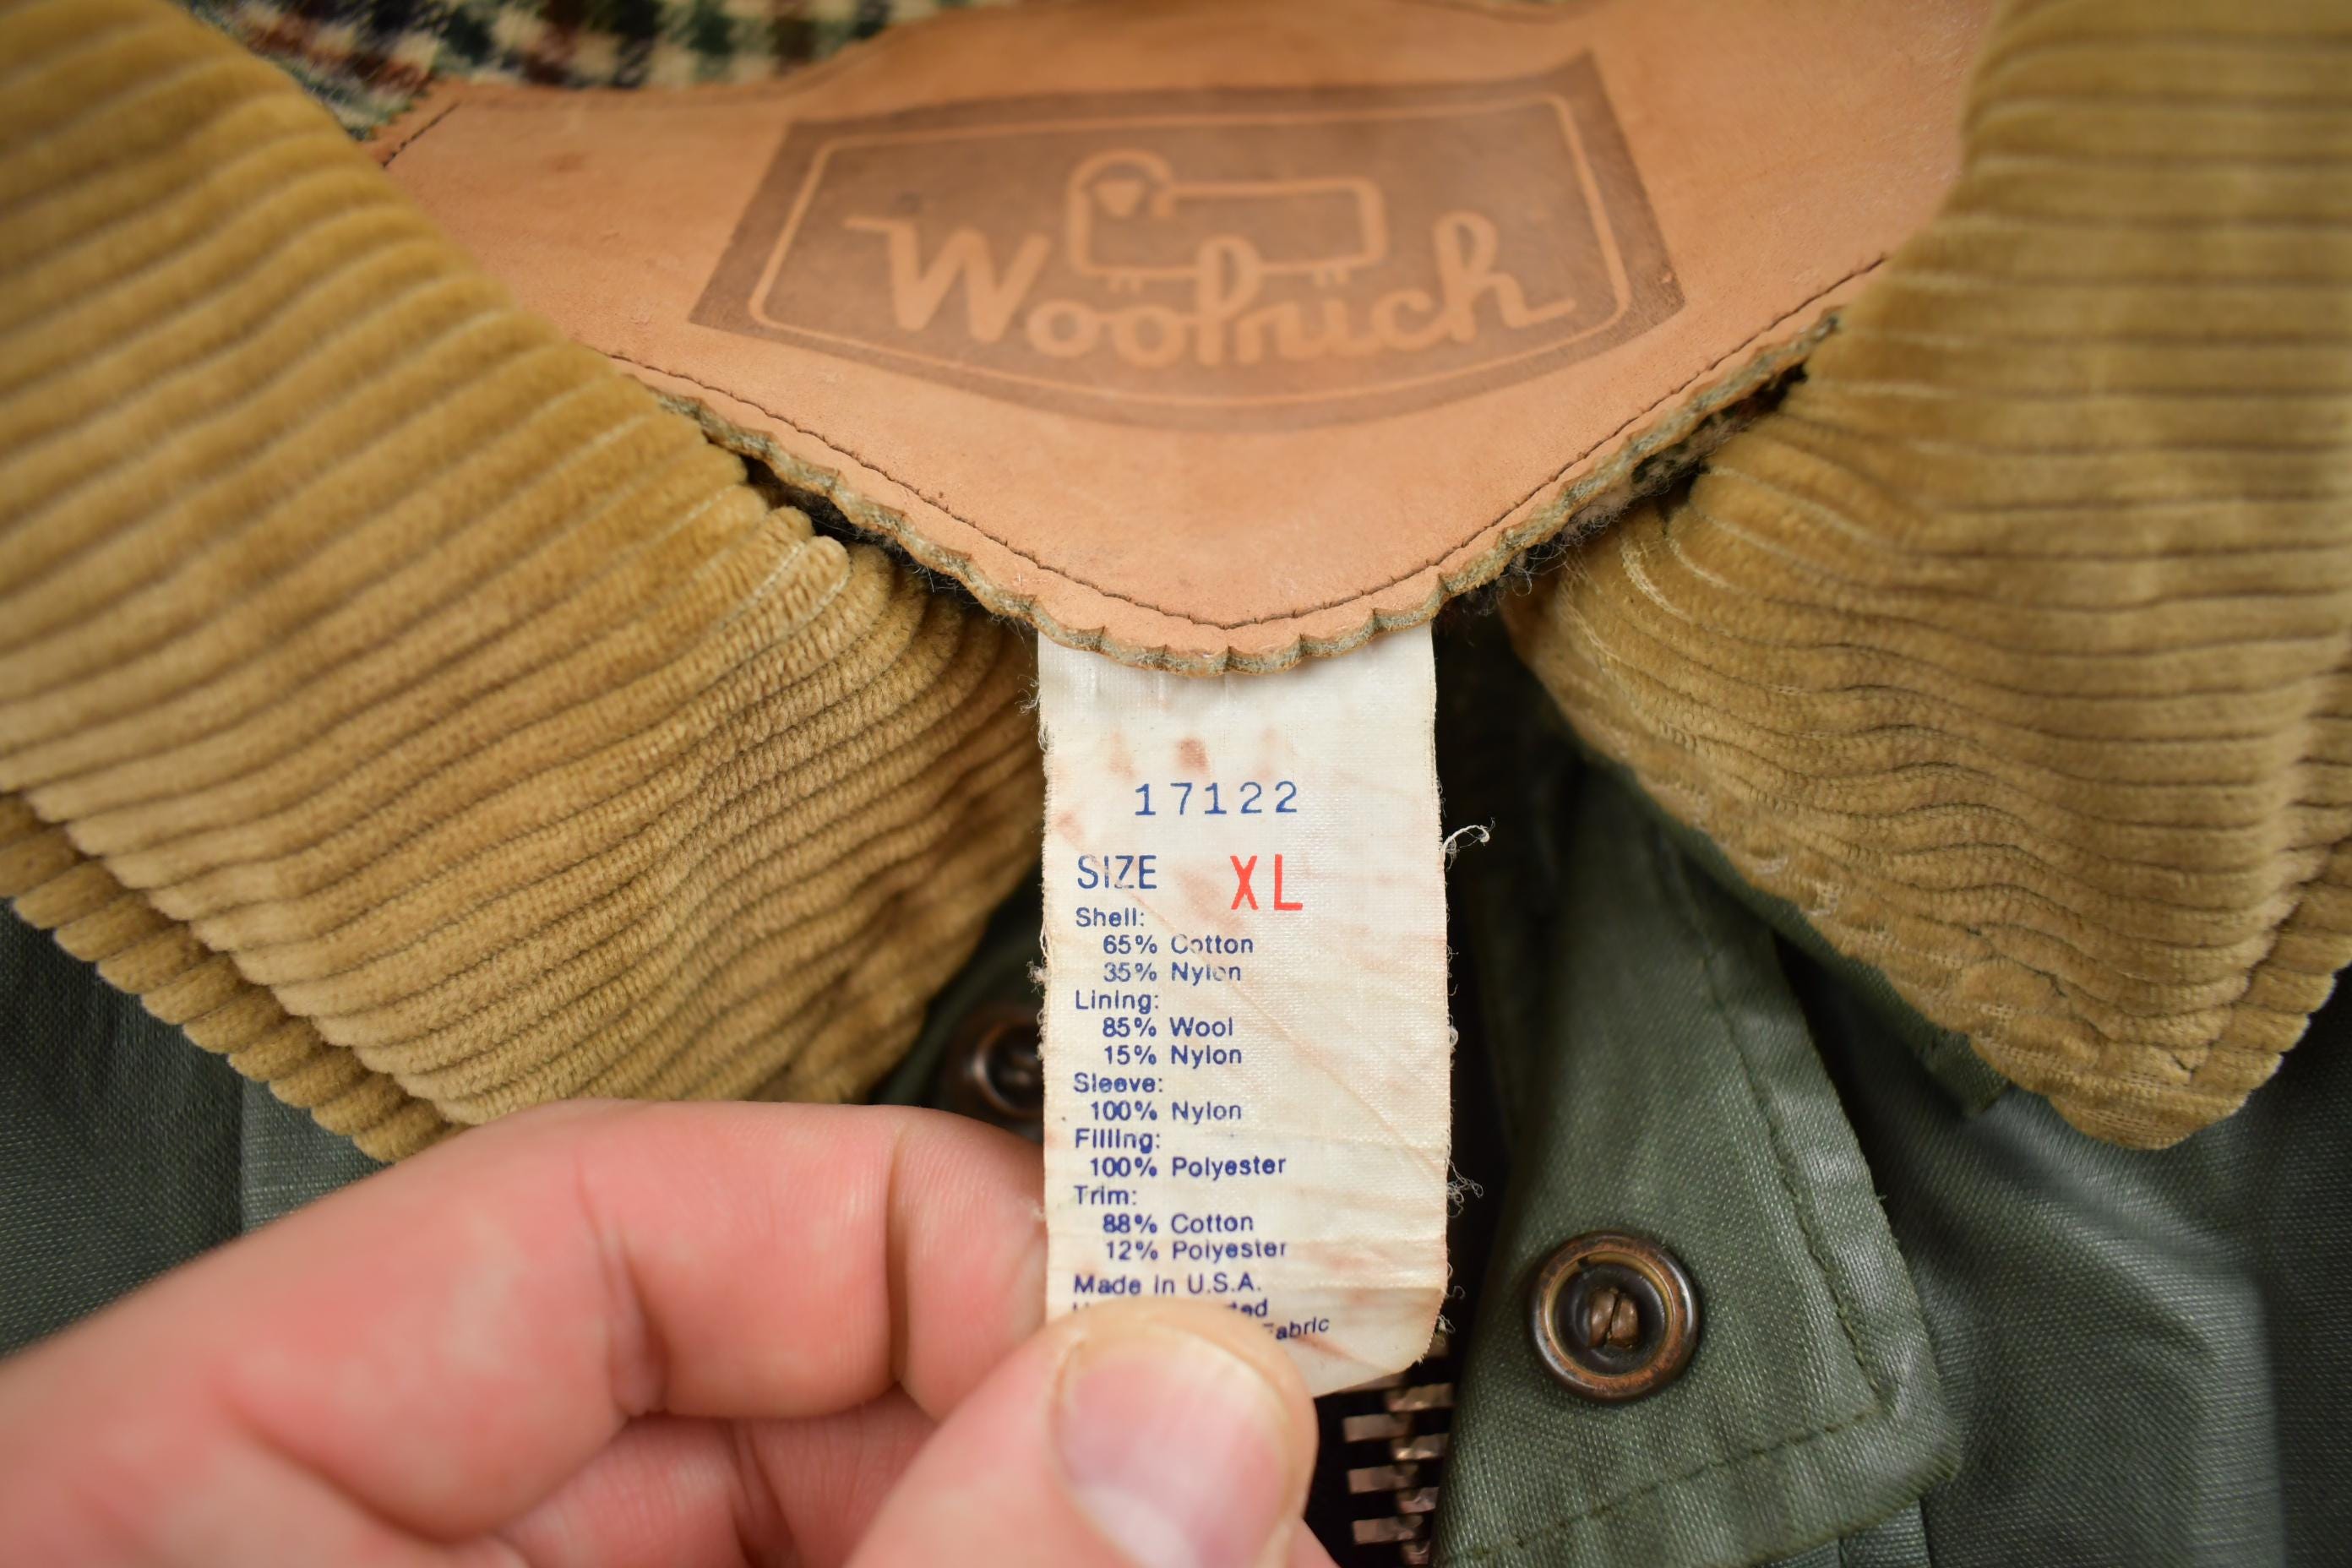 Woolrich
17122
SIZE XL
Shell:
65% Cotton
35% Nylon
Lining:
85% Wool
15% Nylon
Sleeve:
100% Nylon
Filling:
100% Polyester
Trim:
88% Cotton
12% Polyester
Made in U.S.A.
Fabric